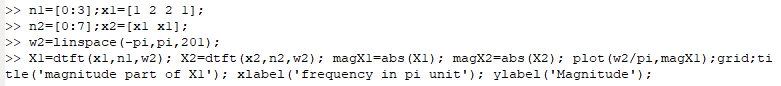 >> n1=[0:3];x1=[1 2 2 1];
>> n2=[0:7];x2=[x1 x1];
>> w2=linspace(-pi,pi,201);
>> X1=dtft(x1,n1,w2); X2=dtft(x2,n2,w2); magX1=abs(X1); magX2=abs(X2); plot(w2/pi,magX1);grid;ti
tle('magnitude part of X1'); xlabel('frequency in pi unit'); ylabel('Magnitude');